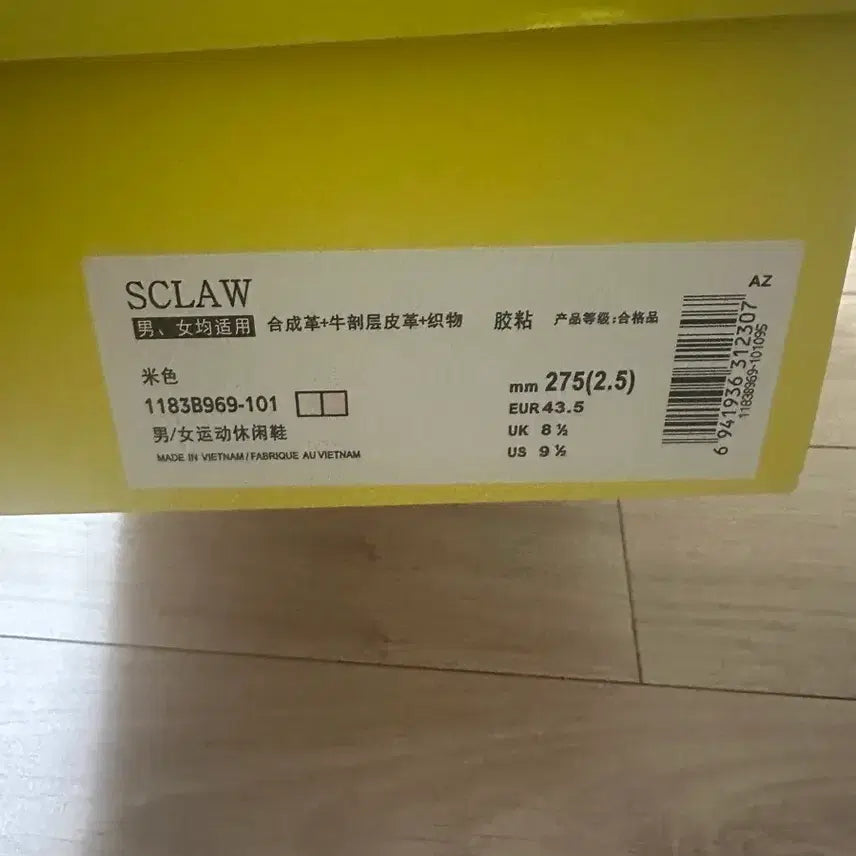 AZ
SCLAW
男、女均适用 合成革+牛剖层皮革+织物 胶粘 产品等级:合格品
米色
1183B969-101
男/女运动休闲鞋
MADE IN VIETNAM/FABRIQUE AU VIETNAM
mm 275(2.5)
EUR 43.5
UK 8 ½
US 9 ½
6 941936 312307
1183B969-101095